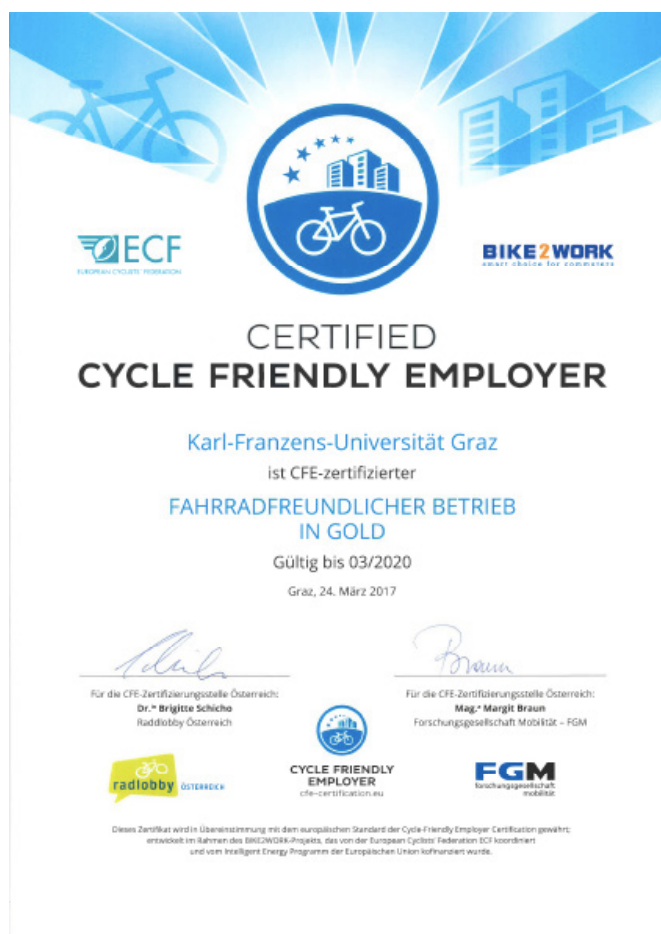 ECF
EUROPEAN CYCLISTS' FEDERATION
BIKE2WORK
smart choice for commuters
CERTIFIED
CYCLE FRIENDLY EMPLOYER
Karl-Franzens-Universität Graz
ist CFE-zertifizierter
FAHRRADFREUNDLICHER BETRIEB
IN GOLD
Gültig bis 03/2020
Graz, 24. März 2017
Braun
Für die CFE-Zertifizierungsstelle Österreich:
Dr.ⁱⁿ Brigitte Schicho
Raddlobby Österreich
Für die CFE-Zertifizierungsstelle Österreich:
Mag.ᵃ Margit Braun
Forschungsgesellschaft Mobilität – FGM
radlobby ÖSTERREICH
CYCLE FRIENDLY
EMPLOYER
cfe-certification.eu
FGM
forschungsgesellschaft
mobilität
Dieses Zertifikat wird in Übereinstimmung mit dem europäischen Standard der Cycle-Friendly Employer Certification gewährt;
entwickelt im Rahmen des BIKE2WORK-Projekts, das von der European Cyclists' Federation ECF koordiniert
und vom Intelligent Energy Programm der Europäischen Union kofinanziert wurde.